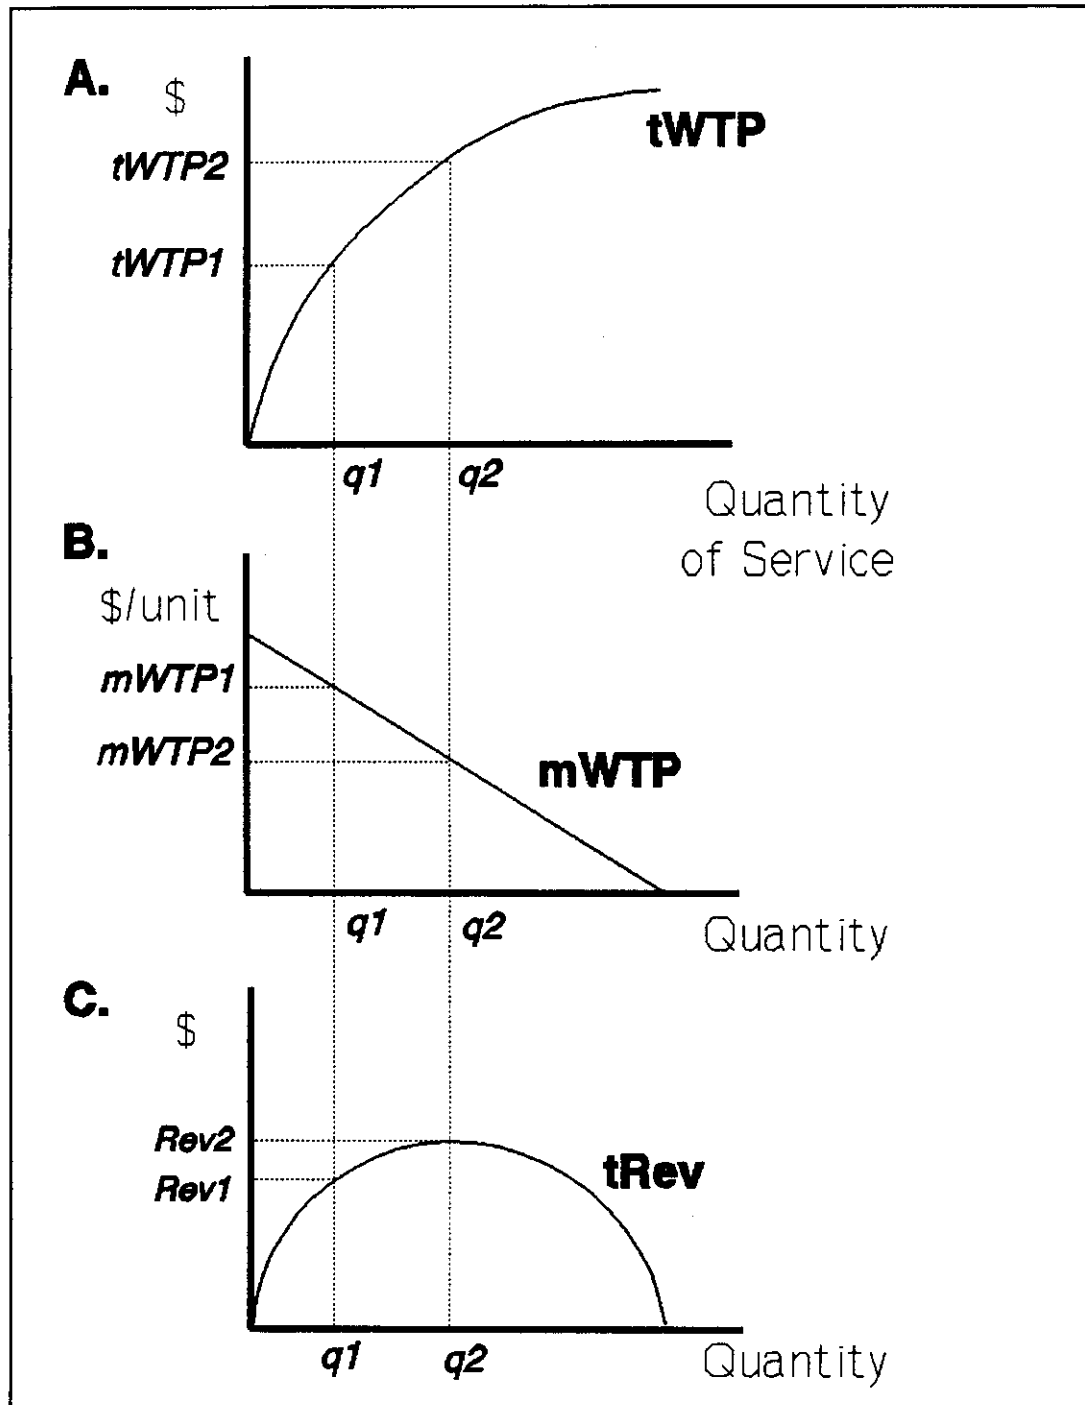 A.
$
tWTP
tWTP2
tWTP1
q1
q2
Quantity
of Service
B.
$/unit
mWTP1
mWTP2
mWTP
q1
q2
Quantity
C.
$
Rev2
tRev
Rev1
q1
q2
Quantity